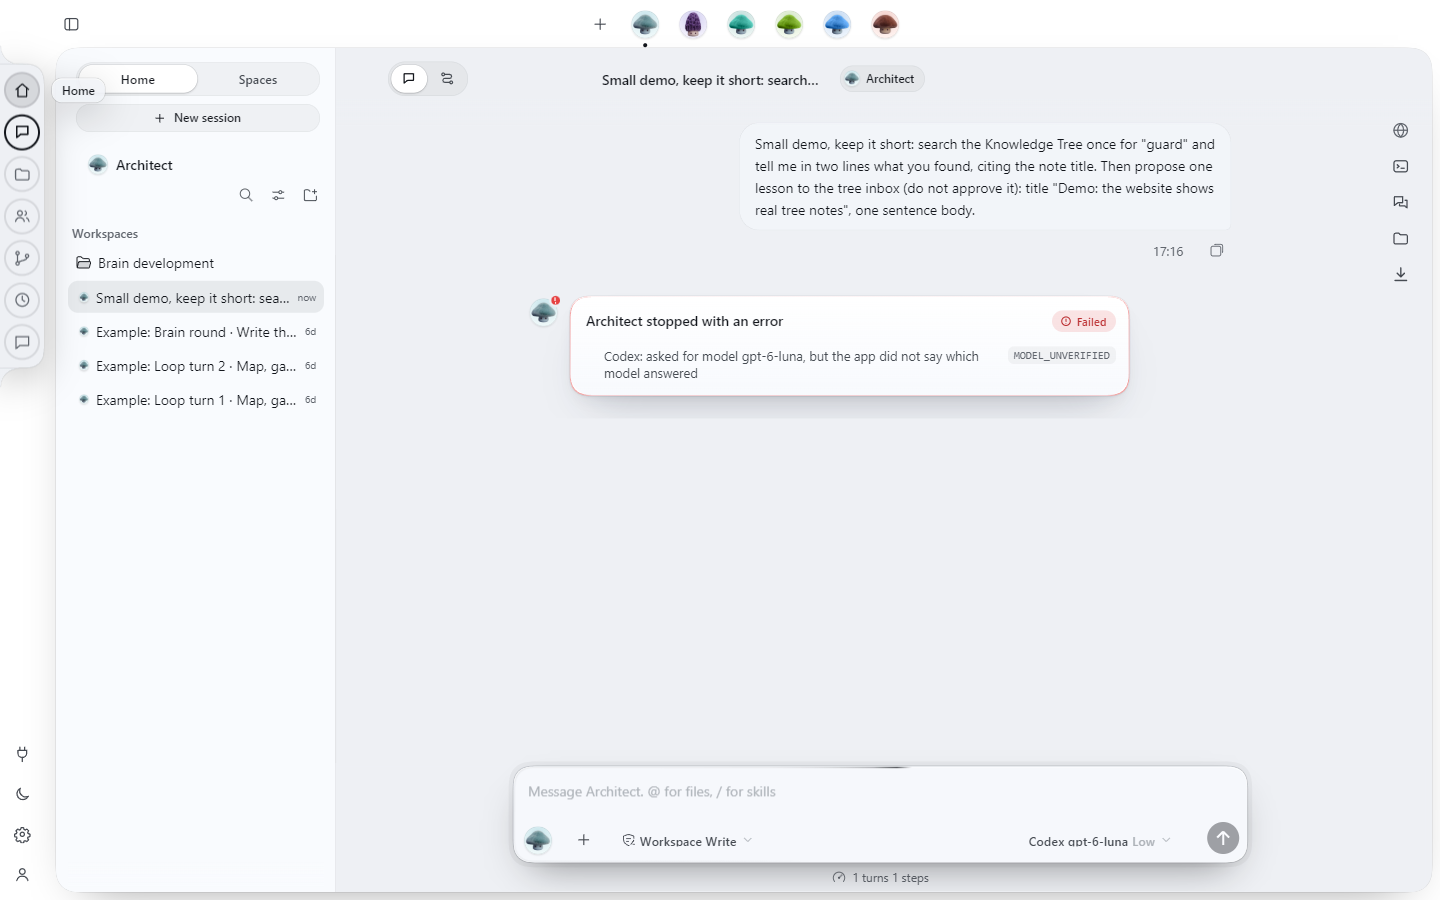 Home
Home
Spaces
New session
Architect
Workspaces
Brain development
Small demo, keep it short: sea... now
Example: Brain round · Write th... 6d
Example: Loop turn 2 · Map, ga... 6d
Example: Loop turn 1 · Map, ga... 6d
Small demo, keep it short: search...
Architect
Small demo, keep it short: search the Knowledge Tree once for "guard" and
tell me in two lines what you found, citing the note title. Then propose one
lesson to the tree inbox (do not approve it): title "Demo: the website shows
real tree notes", one sentence body.
17:16
Architect stopped with an error
Failed
Codex: asked for model gpt-6-luna, but the app did not say which
model answered
MODEL_UNVERIFIED
Message Architect. @ for files, / for skills
Workspace Write
Codex gpt-6-luna Low
1 turns 1 steps